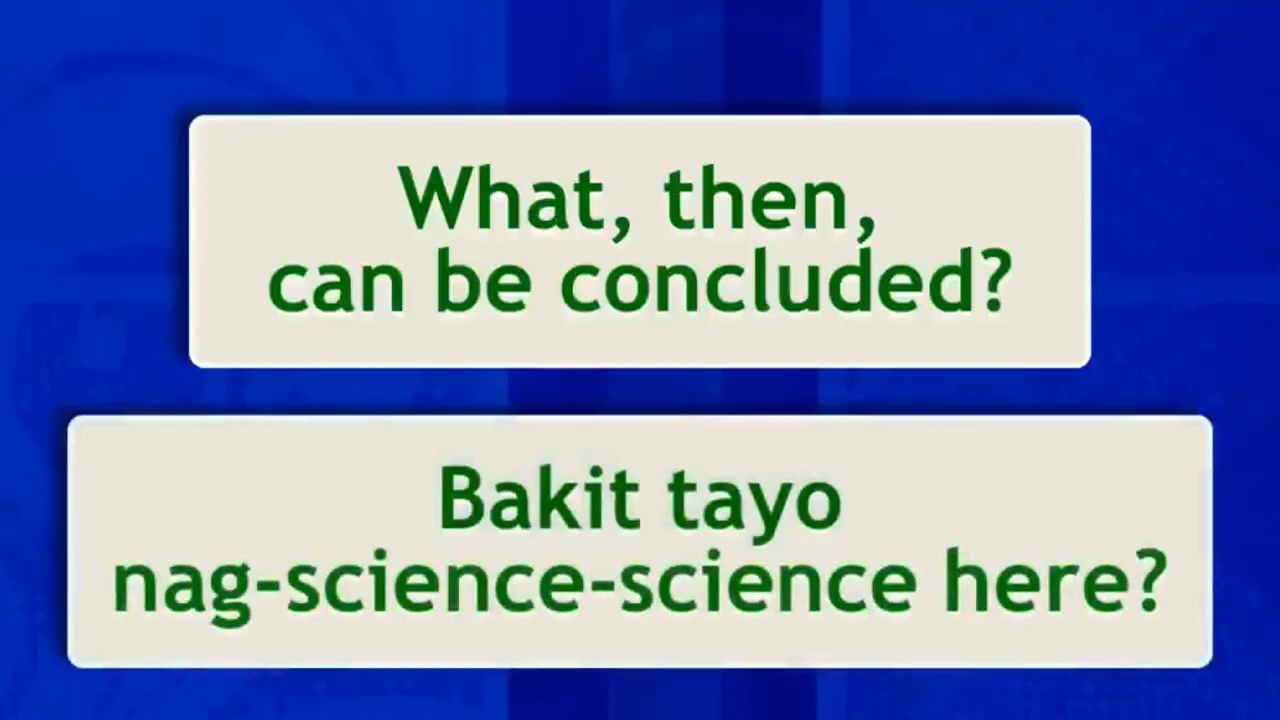 What, then,
can be concluded?
Bakit tayo
nag-science-science here?